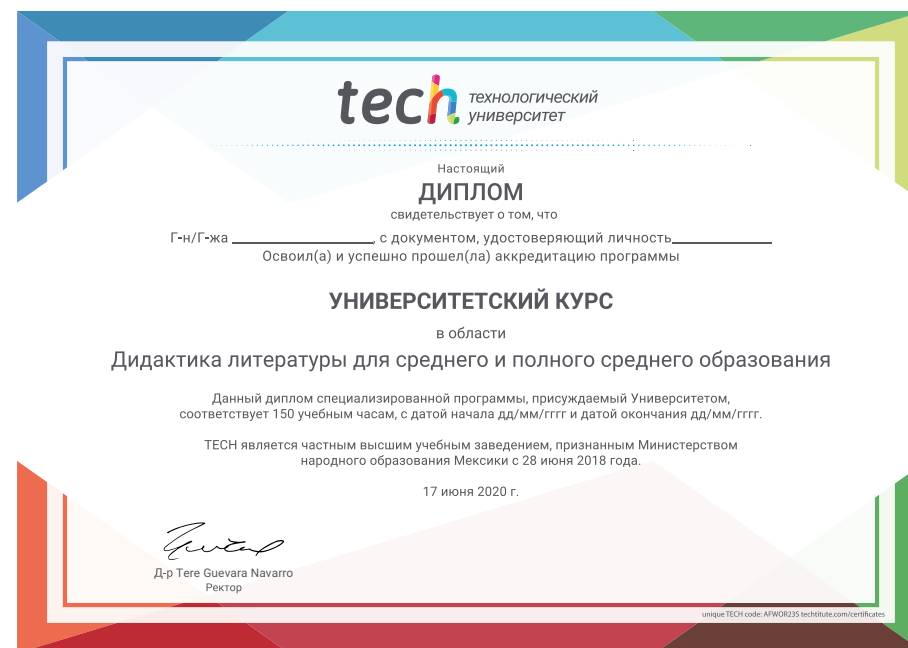 tech технологический
университет
Настоящий
ДИПЛОМ
свидетельствует о том, что
Г-н/Г-жа ____________________, с документом, удостоверяющий личность______________
Освоил(а) и успешно прошел(ла) аккредитацию программы
УНИВЕРСИТЕТСКИЙ КУРС
в области
Дидактика литературы для среднего и полного среднего образования
Данный диплом специализированной программы, присуждаемый Университетом,
соответствует 150 учебным часам, с датой начала дд/мм/гггг и датой окончания дд/мм/гггг.
TECH является частным высшим учебным заведением, признанным Министерством
народного образования Мексики с 28 июня 2018 года.
17 июня 2020 г.
Д-р Tere Guevara Navarro
Ректор
unique TECH code: AFWOR23S techtitute.com/certificates